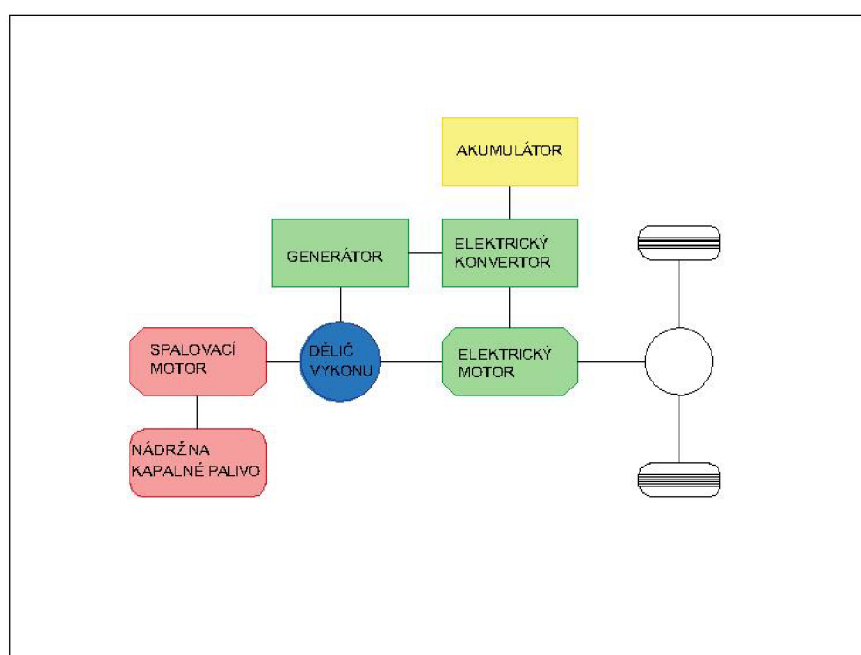 AKUMULÁTOR
GENERÁTOR
ELEKTRICKÝ
KONVERTOR
SPALOVACÍ
MOTOR
DĚLIČ
VÝKONU
ELEKTRICKÝ
MOTOR
NÁDRŽ NA
KAPALNÉ PALIVO